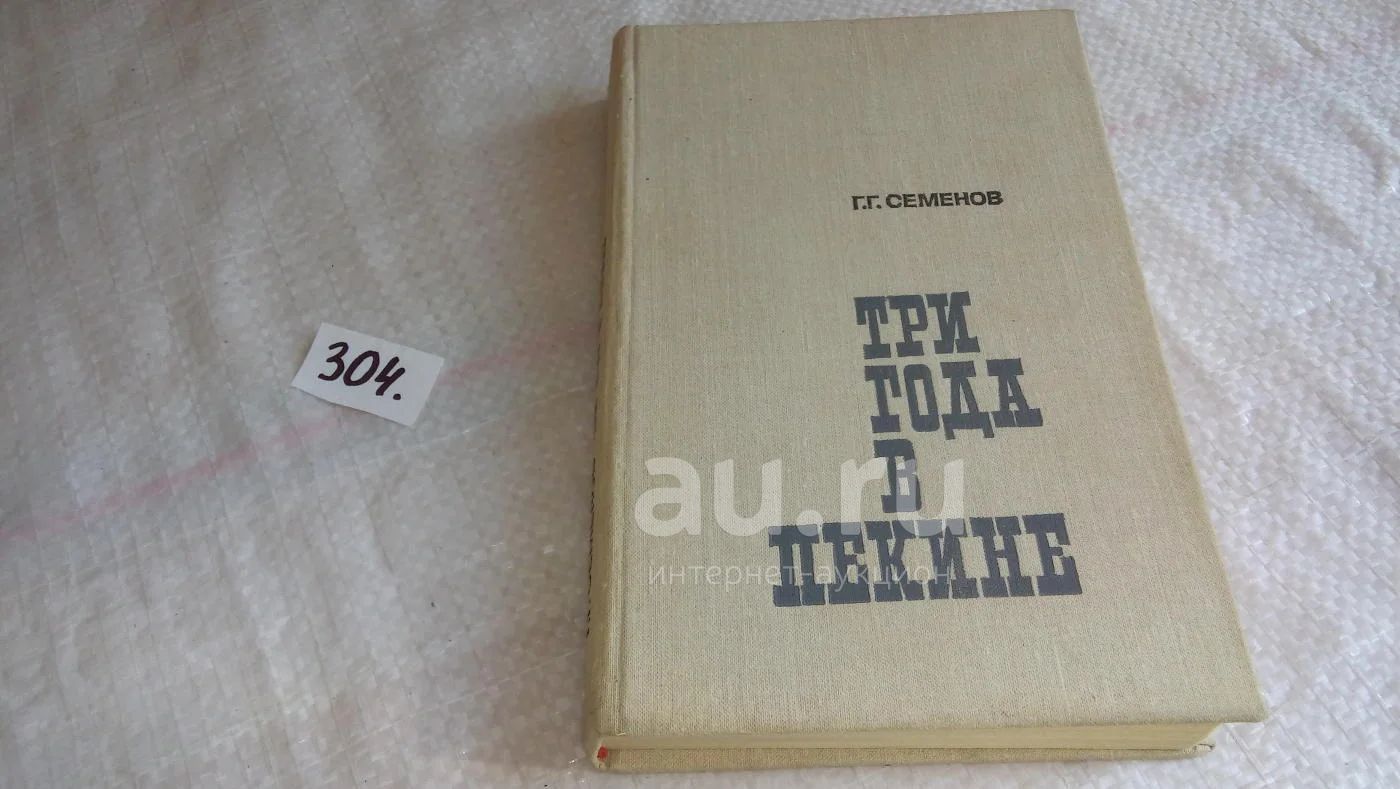 304.
Г.Г. СЕМЕНОВ
ТРИ
ГОДА
В
ПЕКИНЕ
au.ru
интернет-аукцион